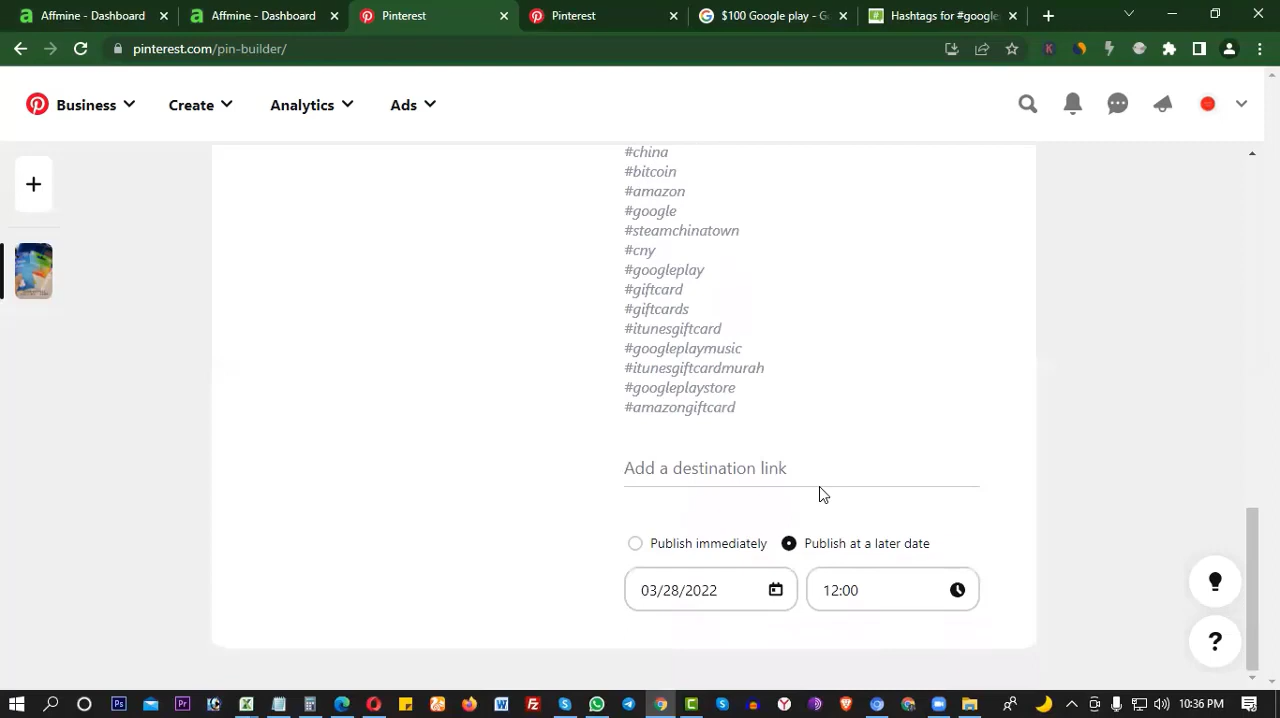 Affmine - Dashboard
Affmine - Dashboard
Pinterest
Pinterest
$100 Google play - G
Hashtags for #google
pinterest.com/pin-builder/
Business
Create
Analytics
Ads
#china
#bitcoin
#amazon
#google
#steamchinatown
#cny
#googleplay
#giftcard
#giftcards
#itunesgiftcard
#googleplaymusic
#itunesgiftcardmurah
#googleplaystore
#amazongiftcard
Add a destination link
Publish immediately
Publish at a later date
03/28/2022
12:00
10:36 PM